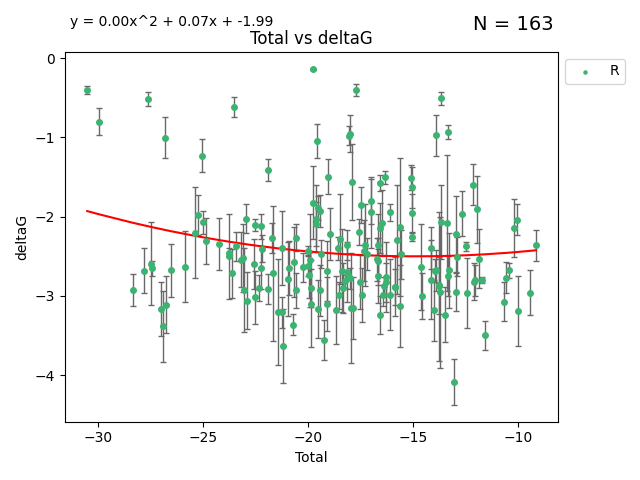 y = 0.00x^2 + 0.07x + -1.99
N = 163
Total vs deltaG
R
deltaG
0
−1
−2
−3
−4
−30
−25
−20
−15
−10
Total